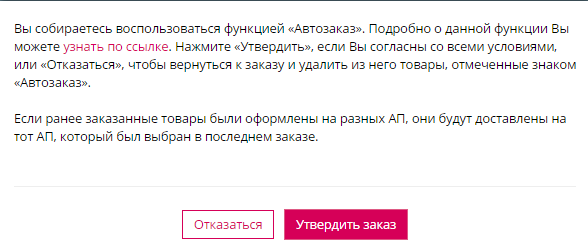 Вы собираетесь воспользоваться функцией «Автозаказ». Подробно о данной функции Вы
можете узнать по ссылке. Нажмите «Утвердить», если Вы согласны со всеми условиями,
или «Отказаться», чтобы вернуться к заказу и удалить из него товары, отмеченные знаком
«Автозаказ».
Если ранее заказанные товары были оформлены на разных АП, они будут доставлены на
тот АП, который был выбран в последнем заказе.
Отказаться
Утвердить заказ